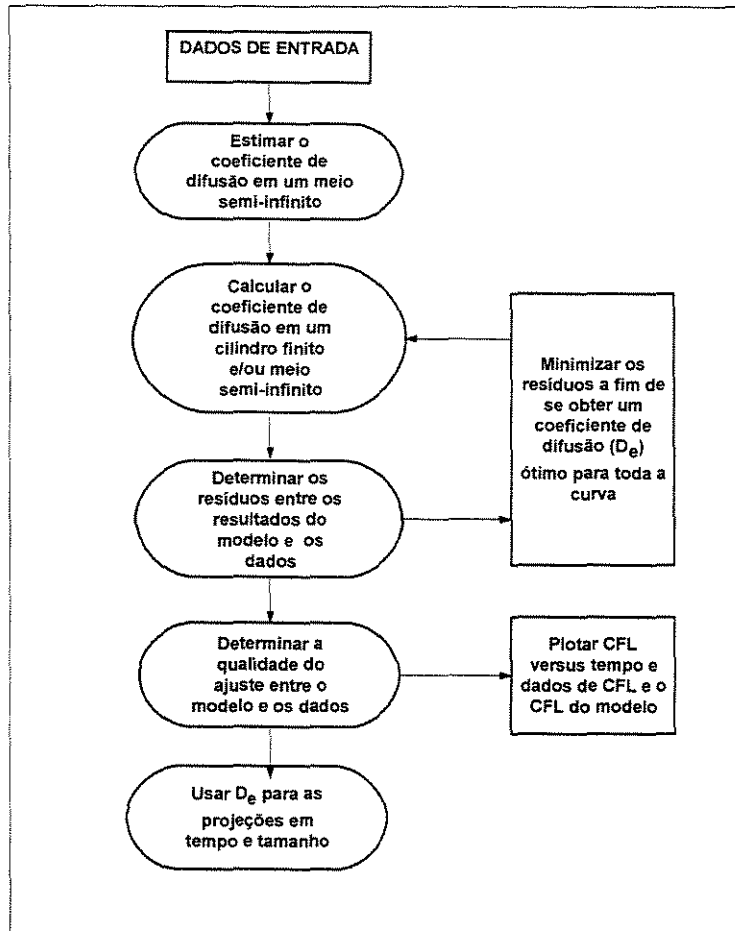 DADOS DE ENTRADA
Estimar o
coeficiente de
difusão em um meio
semi-infinito
Calcular o
coeficiente de
difusão em um
cilindro finito
e/ou meio
semi-infinito
Minimizar os
resíduos a fim de
se obter um
coeficiente de
difusão (De)
ótimo para toda a
curva
Determinar os
resíduos entre os
resultados do
modelo e os
dados
Determinar a
qualidade do
ajuste entre o
modelo e os dados
Plotar CFL
versus tempo e
dados de CFL e o
CFL do modelo
Usar De para as
projeções em
tempo e tamanho